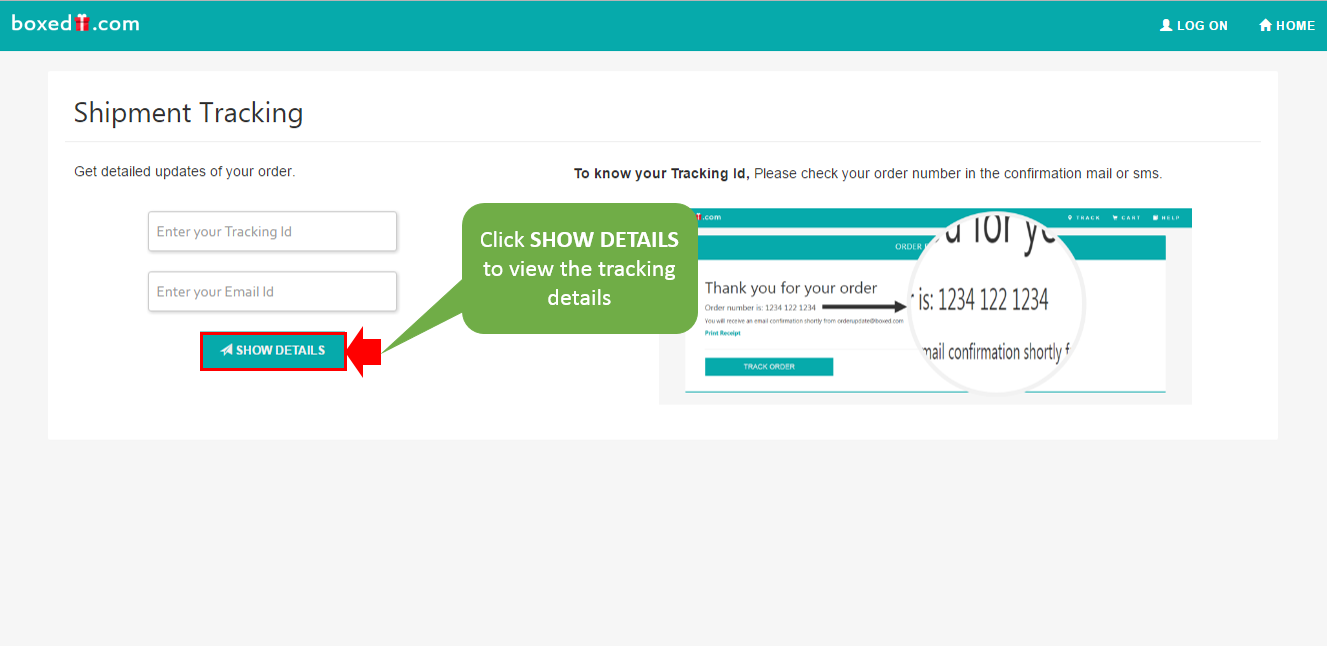 boxed.com
LOG ON
HOME
Shipment Tracking
Get detailed updates of your order.
To know your Tracking Id, Please check your order number in the confirmation mail or sms.
Enter your Tracking Id
Enter your Email Id
SHOW DETAILS
Click SHOW DETAILS
to view the tracking
details
.com
TRACK
CART
HELP
ORDER
Thank you for your order
Order number is: 1234 122 1234
You will receive an email confirmation shortly from orderupdate@boxed.com
Print Receipt
TRACK ORDER
d for yo
r is: 1234 122 1234
mail confirmation shortly f